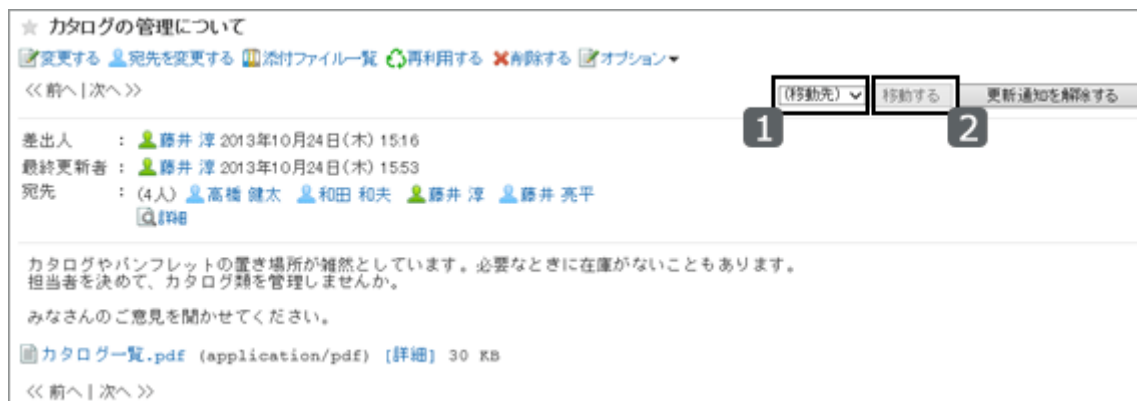 ★ カタログの管理について
変更する 宛先を変更する 添付ファイル一覧 再利用する 削除する オプション▼
≪前へ | 次へ≫
(移動先) 移動する 更新通知を解除する
1 2
差出人 : 藤井 淳 2013年10月24日(木) 15:16
最終更新者 : 藤井 淳 2013年10月24日(木) 15:53
宛先 : (4人) 高橋 健太 和田 和夫 藤井 淳 藤井 亮平
詳細
カタログやパンフレットの置き場所が雑然としています。必要なときに在庫がないこともあります。
担当者を決めて、カタログ類を管理しませんか。
みなさんのご意見を聞かせてください。
カタログ一覧.pdf (application/pdf) [詳細] 30 KB
≪前へ | 次へ≫